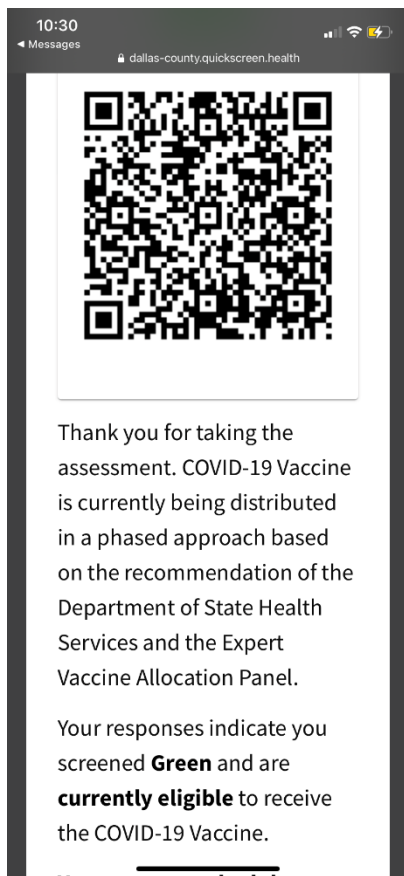 10:30
◀ Messages
dallas-county.quickscreen.health
Thank you for taking the
assessment. COVID-19 Vaccine
is currently being distributed
in a phased approach based
on the recommendation of the
Department of State Health
Services and the Expert
Vaccine Allocation Panel.
Your responses indicate you
screened Green and are
currently eligible to receive
the COVID-19 Vaccine.